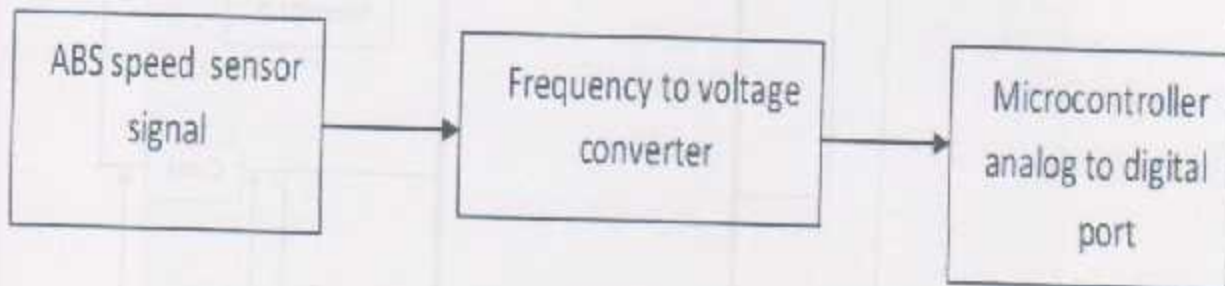 ABS speed sensor
signal
Frequency to voltage
converter
Microcontroller
analog to digital
port